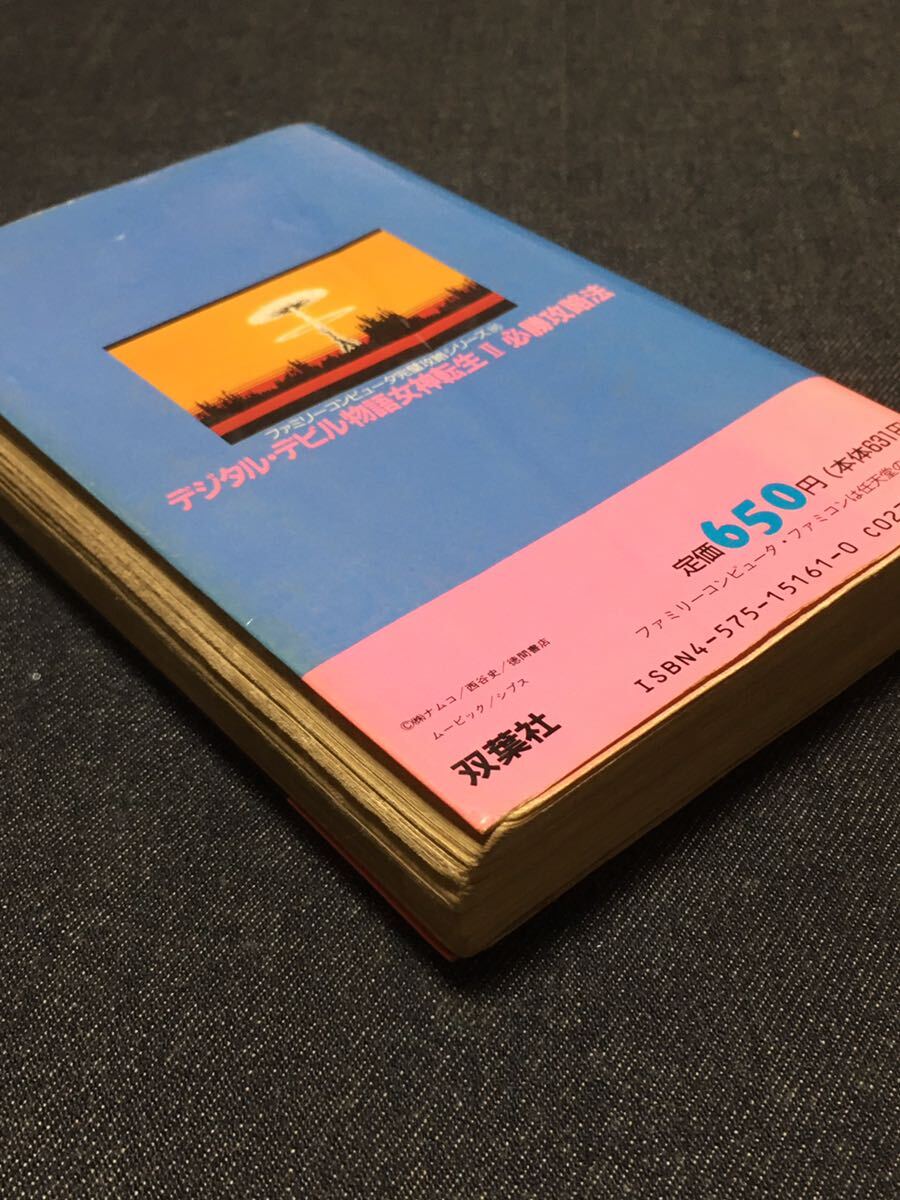 ファミリーコンピュータ完璧攻略シリーズ
デジタル・デビル物語女神転生II 必勝攻略法
定価650円(本体631円
ファミリーコンピュータ・ファミコンは任天堂の
ISBN4-575-15161-0 C02
©㈱ナムコ/西谷史/徳間書店
ムービック/シプス
双葉社